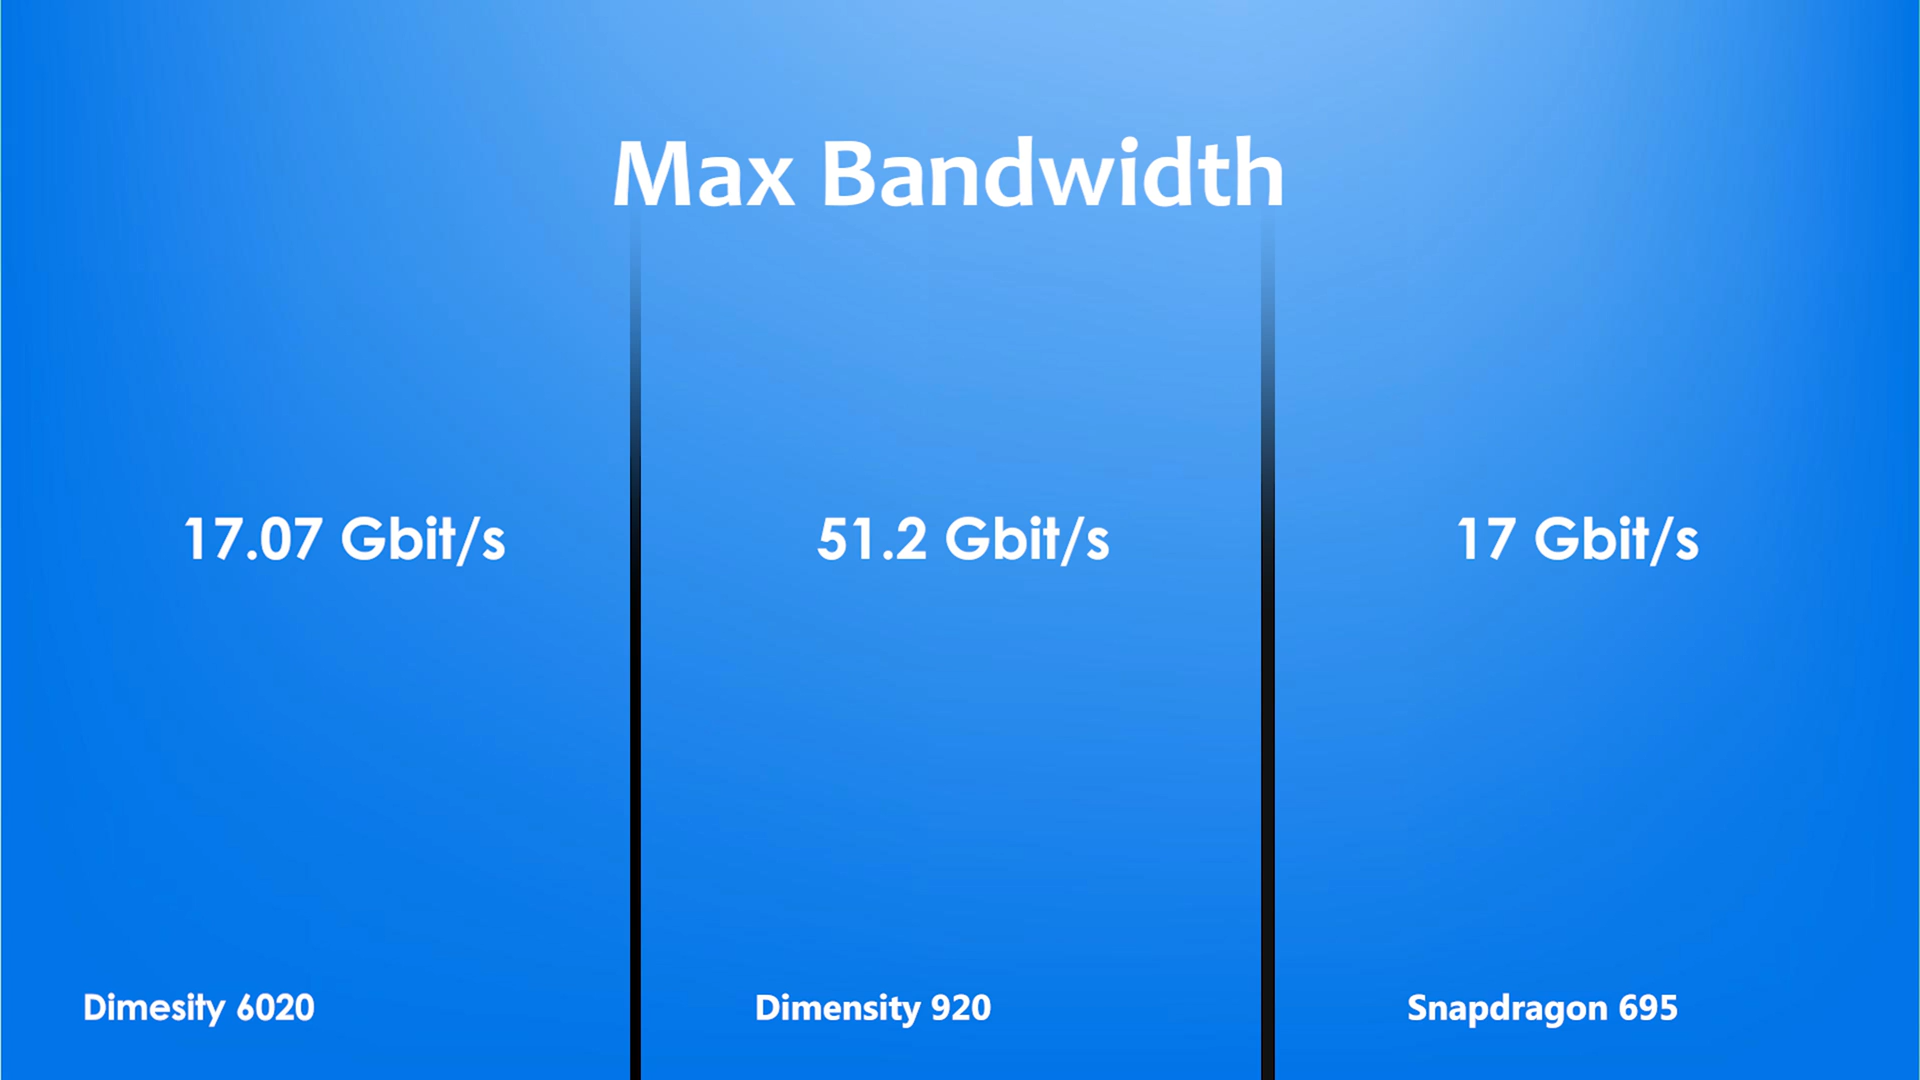 Max Bandwidth
17.07 Gbit/s
51.2 Gbit/s
17 Gbit/s
Dimesity 6020
Dimensity 920
Snapdragon 695